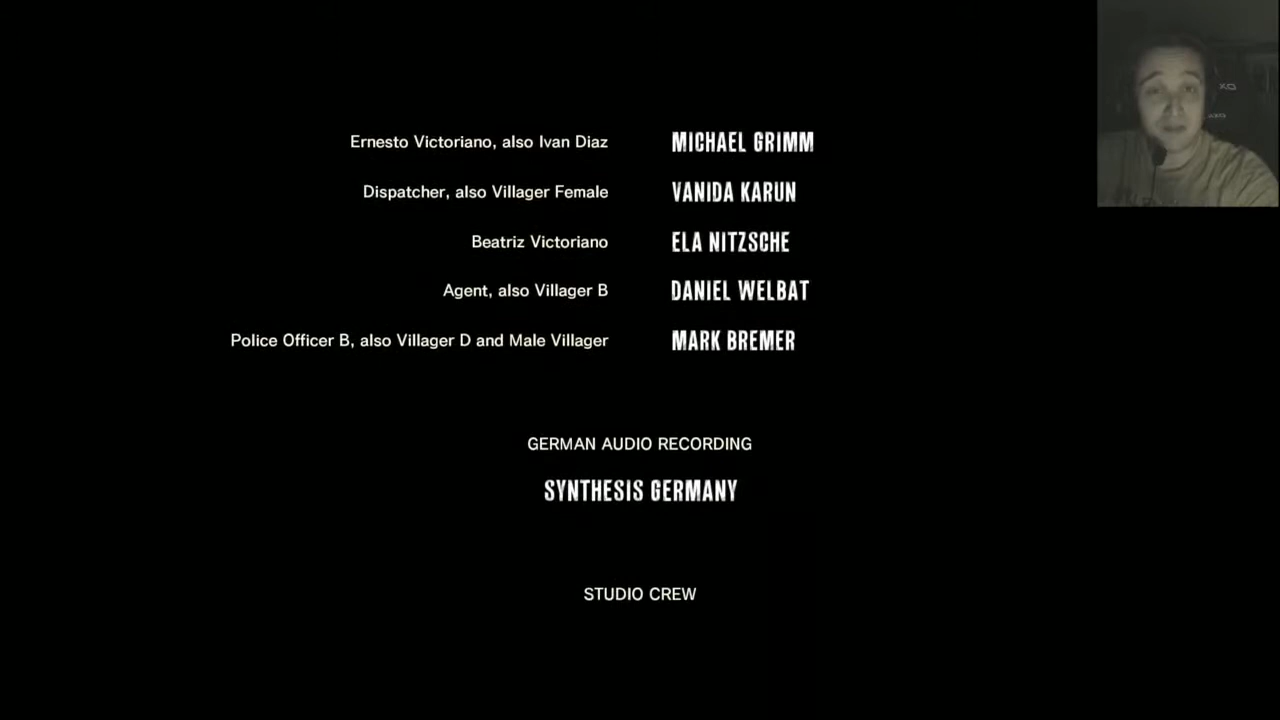 Ernesto Victoriano, also Ivan Diaz MICHAEL GRIMM
Dispatcher, also Villager Female VANIDA KARUN
Beatriz Victoriano ELA NITZSCHE
Agent, also Villager B DANIEL WELBAT
Police Officer B, also Villager D and Male Villager MARK BREMER
GERMAN AUDIO RECORDING
SYNTHESIS GERMANY
STUDIO CREW